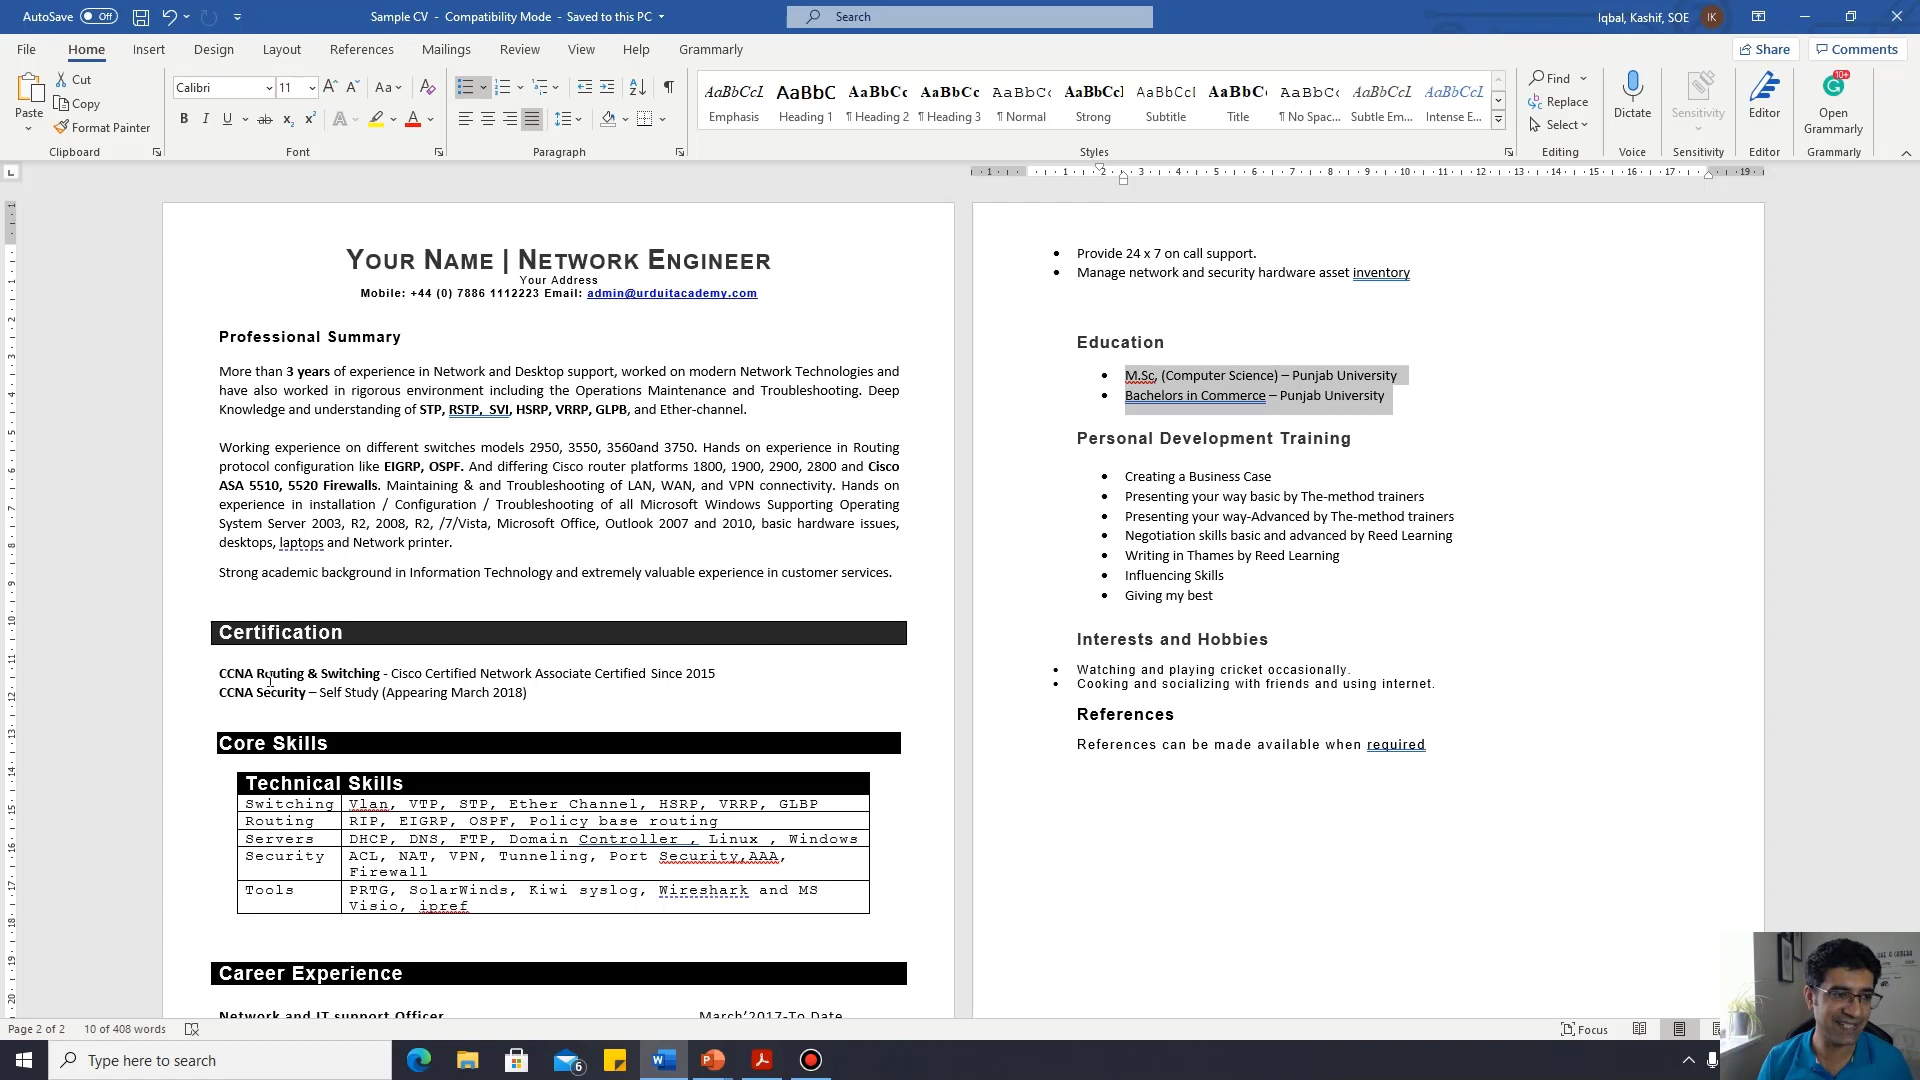 AutoSave Off Sample CV - Compatibility Mode - Saved to this PC Search Iqbal, Kashif, SOE IK
File Home Insert Design Layout References Mailings Review View Help Grammarly Share Comments
Paste Cut Copy Format Painter Clipboard
Calibri 11 Font
Paragraph
AaBbCcL AaBbC AaBbCc AaBbCc AaBbCc AaBbCcI AaBbCcI AaBbC AaBbCc AaBbCcL AaBbCcL
Emphasis Heading 1 ¶ Heading 2 ¶ Heading 3 ¶ Normal Strong Subtitle Title ¶ No Spac... Subtle Em... Intense E...
Styles
Find Replace Select Editing
Dictate Voice
Sensitivity Sensitivity
Editor Editor
10+ Open Grammarly Grammarly
YOUR NAME | NETWORK ENGINEER
Your Address
Mobile: +44 (0) 7886 1112223 Email: admin@urduitacademy.com
Professional Summary
More than 3 years of experience in Network and Desktop support, worked on modern Network Technologies and
have also worked in rigorous environment including the Operations Maintenance and Troubleshooting. Deep
Knowledge and understanding of STP, RSTP, SVI, HSRP, VRRP, GLPB, and Ether-channel.
Working experience on different switches models 2950, 3550, 3560and 3750. Hands on experience in Routing
protocol configuration like EIGRP, OSPF. And differing Cisco router platforms 1800, 1900, 2900, 2800 and Cisco
ASA 5510, 5520 Firewalls. Maintaining & and Troubleshooting of LAN, WAN, and VPN connectivity. Hands on
experience in installation / Configuration / Troubleshooting of all Microsoft Windows Supporting Operating
System Server 2003, R2, 2008, R2, /7/Vista, Microsoft Office, Outlook 2007 and 2010, basic hardware issues,
desktops, laptops and Network printer.
Strong academic background in Information Technology and extremely valuable experience in customer services.
Certification
CCNA Routing & Switching - Cisco Certified Network Associate Certified Since 2015
CCNA Security – Self Study (Appearing March 2018)
Core Skills
Technical Skills
Switching Vlan, VTP, STP, Ether Channel, HSRP, VRRP, GLBP
Routing RIP, EIGRP, OSPF, Policy base routing
Servers DHCP, DNS, FTP, Domain Controller , Linux , Windows
Security ACL, NAT, VPN, Tunneling, Port Security,AAA,
Firewall
Tools PRTG, SolarWinds, Kiwi syslog, Wireshark and MS
Visio, ipref
Career Experience
Network and IT support Officer March'2017-To Date
• Provide 24 x 7 on call support.
• Manage network and security hardware asset inventory
Education
• M.Sc, (Computer Science) – Punjab University
• Bachelors in Commerce – Punjab University
Personal Development Training
• Creating a Business Case
• Presenting your way basic by The-method trainers
• Presenting your way-Advanced by The-method trainers
• Negotiation skills basic and advanced by Reed Learning
• Writing in Thames by Reed Learning
• Influencing Skills
• Giving my best
Interests and Hobbies
• Watching and playing cricket occasionally.
• Cooking and socializing with friends and using internet.
References
References can be made available when required
Page 2 of 2 10 of 408 words Focus
Type here to search 6